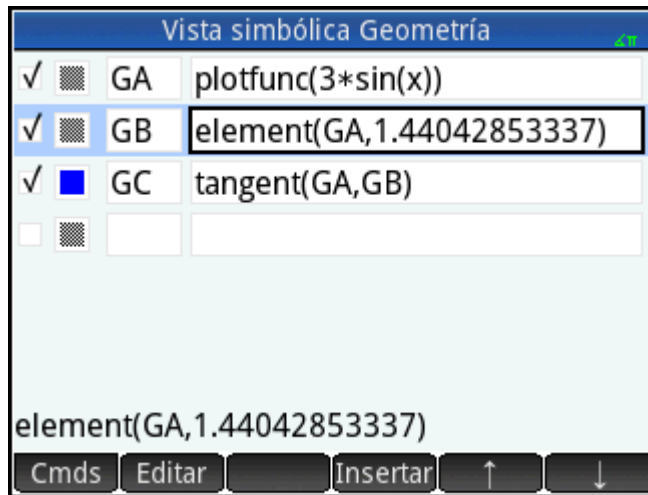 Vista simbólica Geometría
∡π
√ GA plotfunc(3*sin(x))
√ GB element(GA,1.44042853337)
√ GC tangent(GA,GB)
element(GA,1.44042853337)
Cmds Editar Insertar ↑ ↓